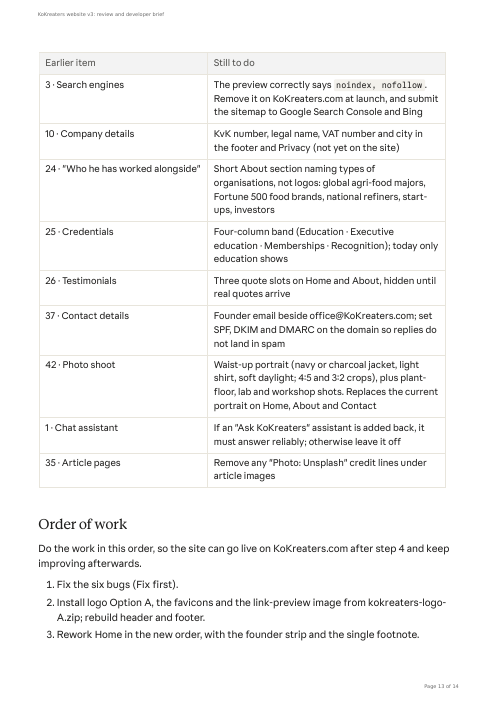 KoKreaters website v3: review and developer brief
Earlier item
Still to do
3 · Search engines
The preview correctly says noindex, nofollow.
Remove it on KoKreaters.com at launch, and submit
the sitemap to Google Search Console and Bing
10 · Company details
KvK number, legal name, VAT number and city in
the footer and Privacy (not yet on the site)
24 · “Who he has worked alongside”
Short About section naming types of
organisations, not logos: global agri-food majors,
Fortune 500 food brands, national refiners, start-
ups, investors
25 · Credentials
Four-column band (Education · Executive
education · Memberships · Recognition); today only
education shows
26 · Testimonials
Three quote slots on Home and About, hidden until
real quotes arrive
37 · Contact details
Founder email beside office@KoKreaters.com; set
SPF, DKIM and DMARC on the domain so replies do
not land in spam
42 · Photo shoot
Waist-up portrait (navy or charcoal jacket, light
shirt, soft daylight; 4:5 and 3:2 crops), plus plant-
floor, lab and workshop shots. Replaces the current
portrait on Home, About and Contact
1 · Chat assistant
If an “Ask KoKreaters” assistant is added back, it
must answer reliably; otherwise leave it off
35 · Article pages
Remove any “Photo: Unsplash” credit lines under
article images
Order of work
Do the work in this order, so the site can go live on KoKreaters.com after step 4 and keep
improving afterwards.
1. Fix the six bugs (Fix first).
2. Install logo Option A, the favicons and the link-preview image from kokreaters-logo-
A.zip; rebuild header and footer.
3. Rework Home in the new order, with the founder strip and the single footnote.
Page 13 of 14